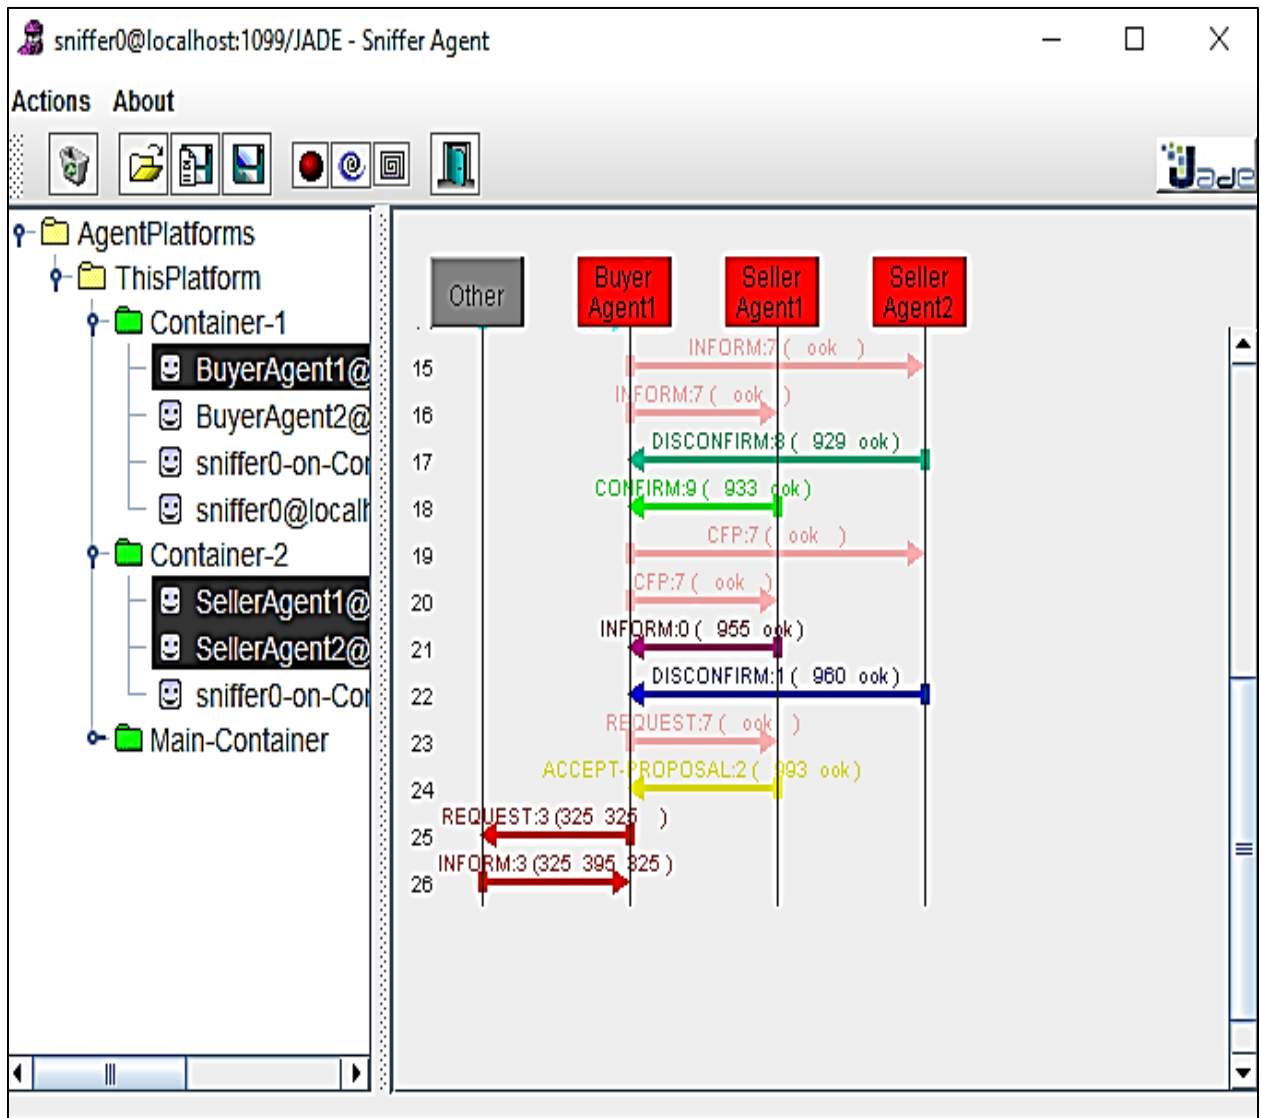 sniffer0@localhost:1099/JADE - Sniffer Agent
Actions About
Jade
AgentPlatforms
ThisPlatform
Container-1
BuyerAgent1@
BuyerAgent2@
sniffer0-on-Con
sniffer0@localh
Container-2
SellerAgent1@
SellerAgent2@
sniffer0-on-Con
Main-Container
Other
Buyer
Agent1
Seller
Agent1
Seller
Agent2
15 INFORM:7 ( ook )
16 INFORM:7 ( ook )
17 DISCONFIRM:8 ( 929 ook )
18 CONFIRM:9 ( 933 ook )
19 CFP:7 ( ook )
20 CFP:7 ( ook )
21 INFORM:0 ( 955 ook )
22 DISCONFIRM:1 ( 960 ook )
23 REQUEST:7 ( ook )
24 ACCEPT-PROPOSAL:2 ( 993 ook )
25 REQUEST:3 (325 325 )
26 INFORM:3 (325 395 325 )